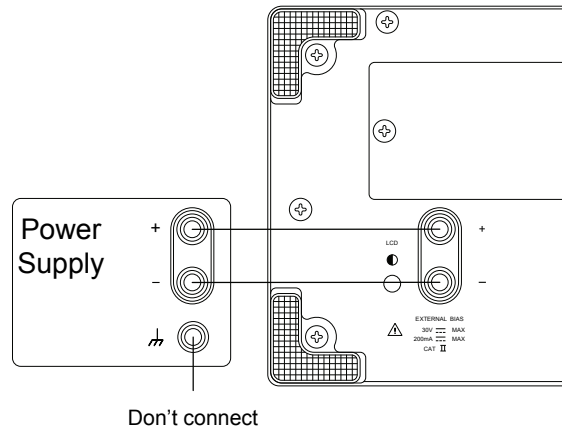 Power
Supply
+
−
+
−
LCD
EXTERNAL BIAS
30V MAX
200mA MAX
CAT II
Don't connect